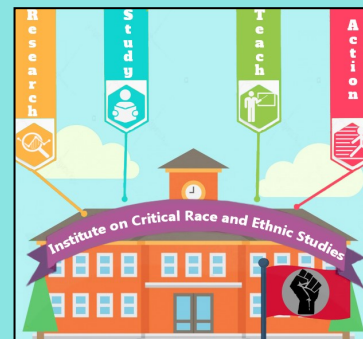 Research
Study
Teach
Action
Institute on Critical Race and Ethnic Studies